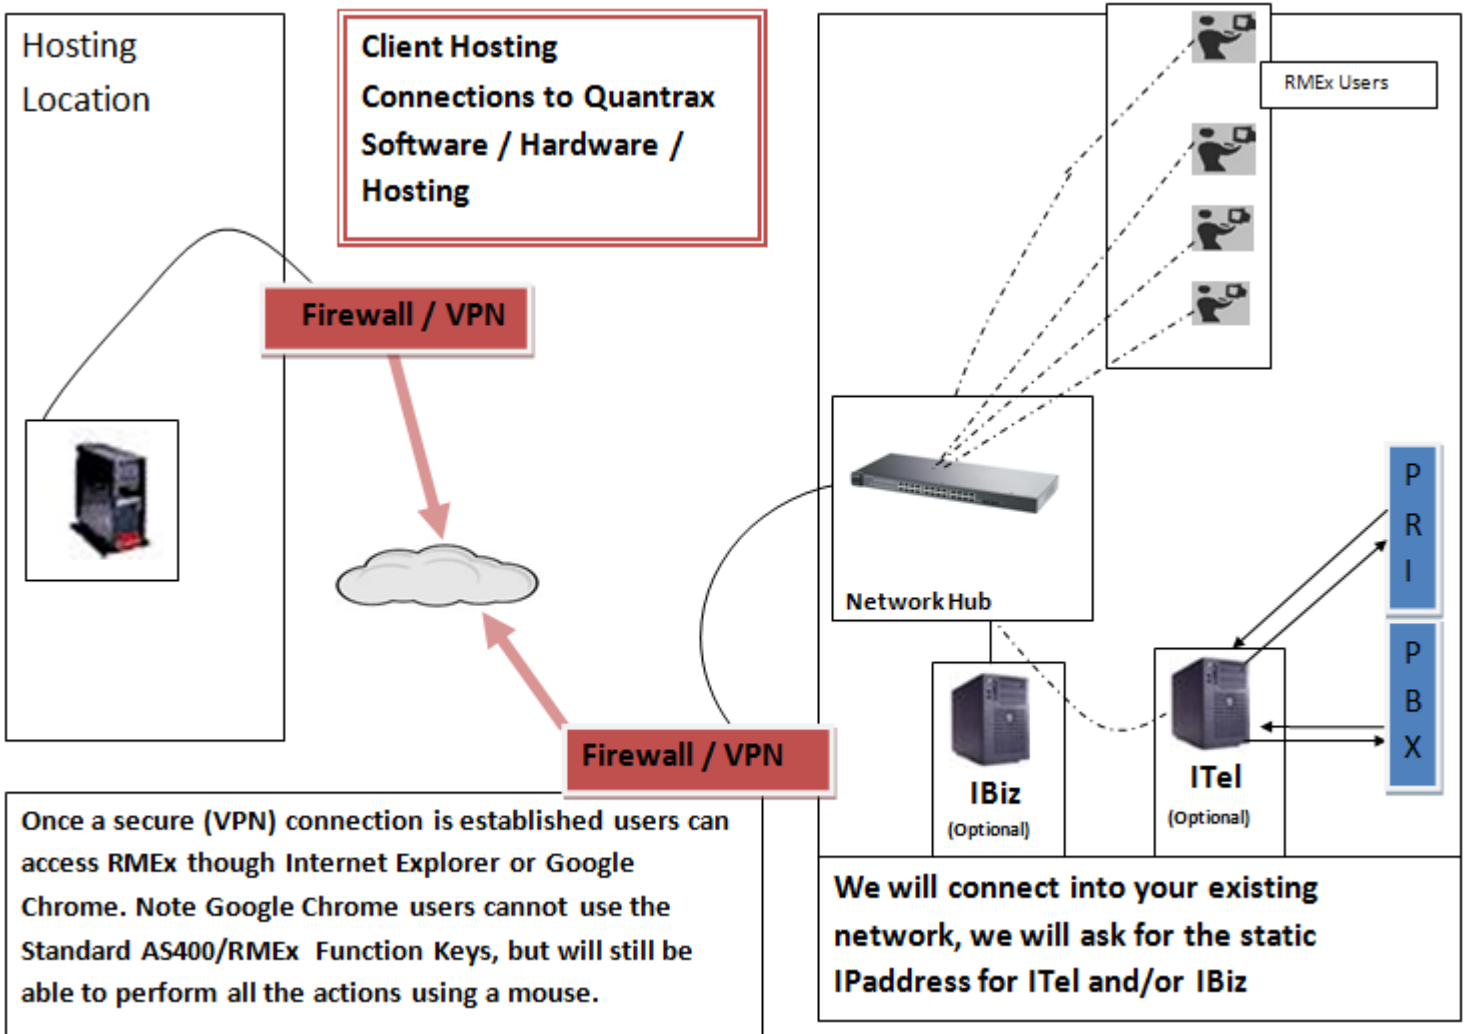 Hosting
Location
Client Hosting
Connections to Quantrax
Software / Hardware /
Hosting
RMEx Users
Firewall / VPN
Network Hub
P
R
I
P
B
X
Firewall / VPN
IBiz
(Optional)
ITel
(Optional)
Once a secure (VPN) connection is established users can
access RMEx though Internet Explorer or Google
Chrome. Note Google Chrome users cannot use the
Standard AS400/RMEx Function Keys, but will still be
able to perform all the actions using a mouse.
We will connect into your existing
network, we will ask for the static
IPaddress for ITel and/or IBiz